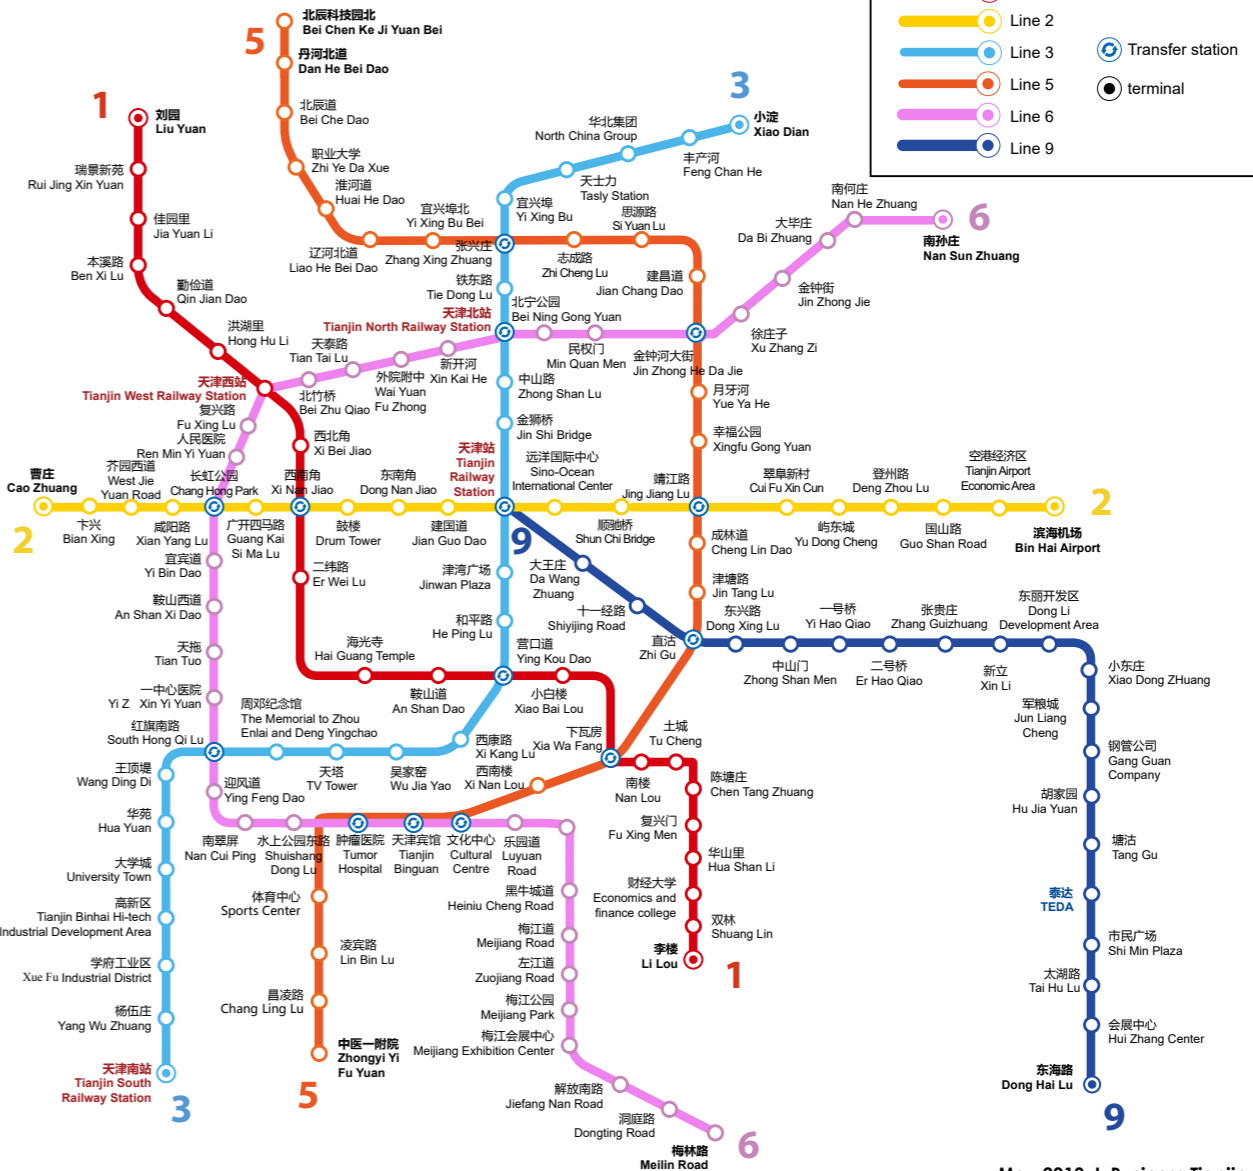 北辰科技园北
Bei Chen Ke Ji Yuan Bei
5
丹河北道
Dan He Bei Dao
北辰道
Bei Che Dao
职业大学
Zhi Ye Da Xue
淮河道
Huai He Dao
宜兴埠北
Yi Xing Bu Bei
辽河北道
Liao He Bei Dao
张兴庄
Zhang Xing Zhuang
Line 2
Line 3
Line 5
Line 6
Line 9
Transfer station
terminal
1
刘园
Liu Yuan
瑞景新苑
Rui Jing Xin Yuan
佳园里
Jia Yuan Li
本溪路
Ben Xi Lu
勤俭道
Qin Jian Dao
洪湖里
Hong Hu Li
天津西站
Tianjin West Railway Station
3
小淀
Xiao Dian
华北集团
North China Group
丰产河
Feng Chan He
天士力
Tasly Station
宜兴埠
Yi Xing Bu
思源路
Si Yuan Lu
志成路
Zhi Cheng Lu
建昌道
Jian Chang Dao
铁东路
Tie Dong Lu
南何庄
Nan He Zhuang
6
南孙庄
Nan Sun Zhuang
大毕庄
Da Bi Zhuang
金钟街
Jin Zhong Jie
徐庄子
Xu Zhang Zi
天津北站
Tianjin North Railway Station
北宁公园
Bei Ning Gong Yuan
民权门
Min Quan Men
金钟河大街
Jin Zhong He Da Jie
天泰路
Tian Tai Lu
北竹桥
Bei Zhu Qiao
外院附中
Wai Yuan
Fu Zhong
新开河
Xin Kai He
中山路
Zhong Shan Lu
金狮桥
Jin Shi Bridge
月牙河
Yue Ya He
幸福公园
Xingfu Gong Yuan
复兴路
Fu Xing Lu
人民医院
Ren Min Yi Yuan
西北角
Xi Bei Jiao
天津站
Tianjin
Railway
Station
远洋国际中心
Sino-Ocean
International Center
靖江路
Jing Jiang Lu
曹庄
Cao Zhuang
2
卞兴
Bian Xing
芥园西道
West Jie
Yuan Road
咸阳路
Xian Yang Lu
长虹公园
Chang Hong Park
广开四马路
Guang Kai
Si Ma Lu
西南角
Xi Nan Jiao
鼓楼
Drum Tower
东南角
Dong Nan Jiao
建国道
Jian Guo Dao
顺驰桥
Shun Chi Bridge
翠阜新村
Cui Fu Xin Cun
屿东城
Yu Dong Cheng
登州路
Deng Zhou Lu
国山路
Guo Shan Road
空港经济区
Tianjin Airport
Economic Area
2
滨海机场
Bin Hai Airport
9
大王庄
Da Wang
Zhuang
十一经路
Shiyijing Road
直沽
Zhi Gu
成林道
Cheng Lin Dao
津塘路
Jin Tang Lu
东兴路
Dong Xing Lu
中山门
Zhong Shan Men
一号桥
Yi Hao Qiao
二号桥
Er Hao Qiao
张贵庄
Zhang Guizhuang
新立
Xin Li
东丽开发区
Dong Li
Development Area
小东庄
Xiao Dong ZHuang
军粮城
Jun Liang
Cheng
钢管公司
Gang Guan
Company
胡家园
Hu Jia Yuan
塘沽
Tang Gu
泰达
TEDA
市民广场
Shi Min Plaza
太湖路
Tai Hu Lu
会展中心
Hui Zhang Center
东海路
Dong Hai Lu
9
宜宾道
Yi Bin Dao
鞍山西道
An Shan Xi Dao
天拖
Tian Tuo
一中心医院
Yi Z Xin Yi Yuan
红旗南路
South Hong Qi Lu
二纬路
Er Wei Lu
海光寺
Hai Guang Temple
鞍山道
An Shan Dao
津湾广场
Jinwan Plaza
和平路
He Ping Lu
营口道
Ying Kou Dao
小白楼
Xiao Bai Lou
下瓦房
Xia Wa Fang
西南楼
Xi Nan Lou
西康路
Xi Kang Lu
吴家窑
Wu Jia Yao
天塔
TV Tower
周邓纪念馆
The Memorial to Zhou
Enlai and Deng Yingchao
土城
Tu Cheng
南楼
Nan Lou
陈塘庄
Chen Tang Zhuang
复兴门
Fu Xing Men
华山里
Hua Shan Li
财经大学
Economics and
finance college
双林
Shuang Lin
李楼
Li Lou
1
王顶堤
Wang Ding Di
华苑
Hua Yuan
大学城
University Town
高新区
Tianjin Binhai Hi-tech
Industrial Development Area
学府工业区
Xue Fu Industrial District
杨伍庄
Yang Wu Zhuang
天津南站
Tianjin South
Railway Station
3
迎风道
Ying Feng Dao
南翠屏
Nan Cui Ping
水上公园东路
Shuishang
Dong Lu
肿瘤医院
Tumor
Hospital
天津宾馆
Tianjin
Binguan
文化中心
Cultural
Centre
乐园道
Luyuan
Road
体育中心
Sports Center
凌宾路
Lin Bin Lu
昌凌路
Chang Ling Lu
中医一附院
Zhongyi Yi
Fu Yuan
5
黑牛城道
Heiniu Cheng Road
梅江道
Meijiang Road
左江道
Zuojiang Road
梅江公园
Meijiang Park
梅江会展中心
Meijiang Exhibition Center
解放南路
Jiefang Nan Road
洞庭路
Dongting Road
梅林路
Meilin Road
6